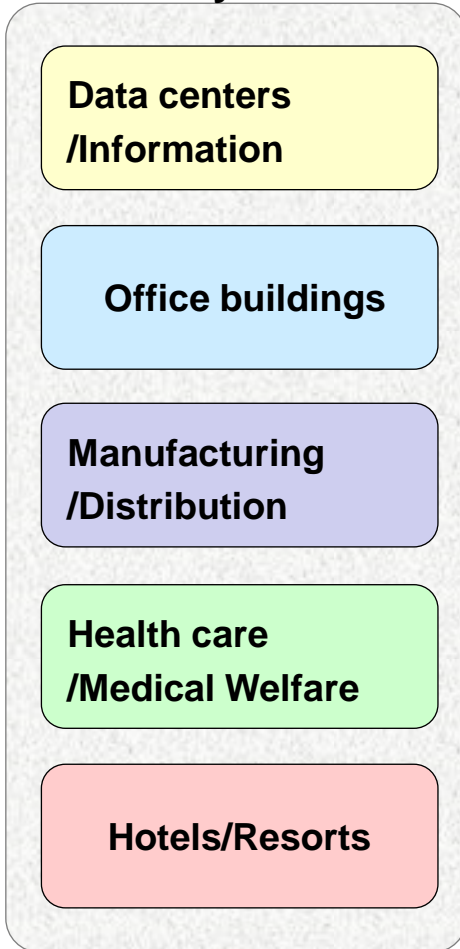 Data centers
/Information
Office buildings
Manufacturing
/Distribution
Health care
/Medical Welfare
Hotels/Resorts